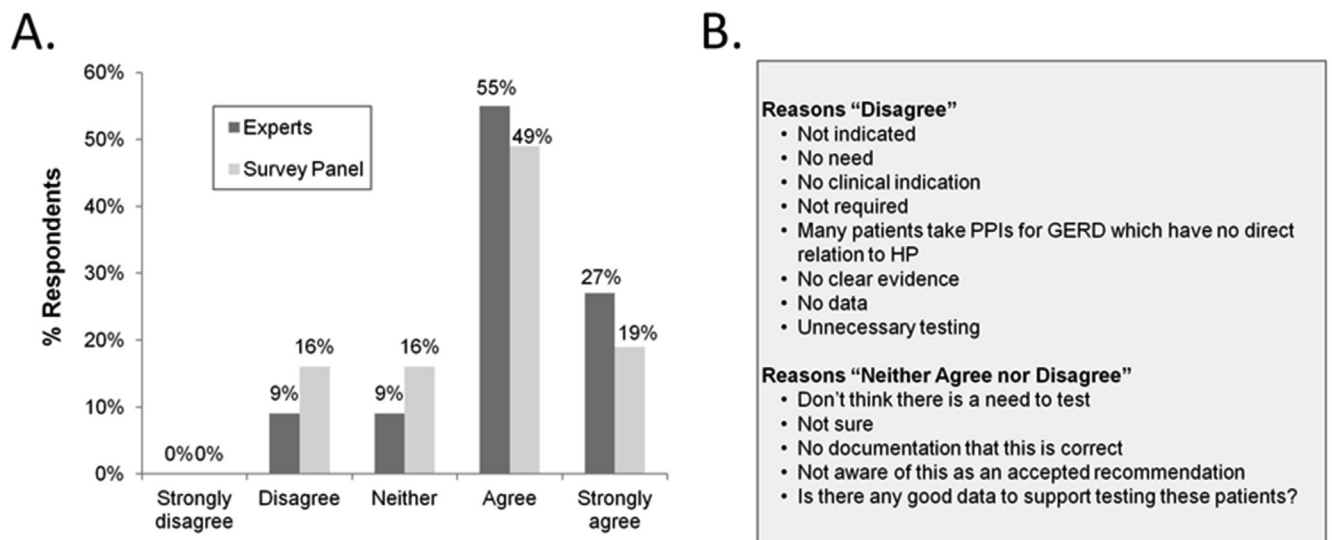 A.
60%
50%
40%
30%
20%
10%
0%
% Respondents
Experts
Survey Panel
0% 0%
9%
16%
9%
16%
55%
49%
27%
19%
Strongly disagree
Disagree
Neither
Agree
Strongly agree
B.
Reasons “Disagree”
• Not indicated
• No need
• No clinical indication
• Not required
• Many patients take PPIs for GERD which have no direct
relation to HP
• No clear evidence
• No data
• Unnecessary testing
Reasons “Neither Agree nor Disagree”
• Don’t think there is a need to test
• Not sure
• No documentation that this is correct
• Not aware of this as an accepted recommendation
• Is there any good data to support testing these patients?